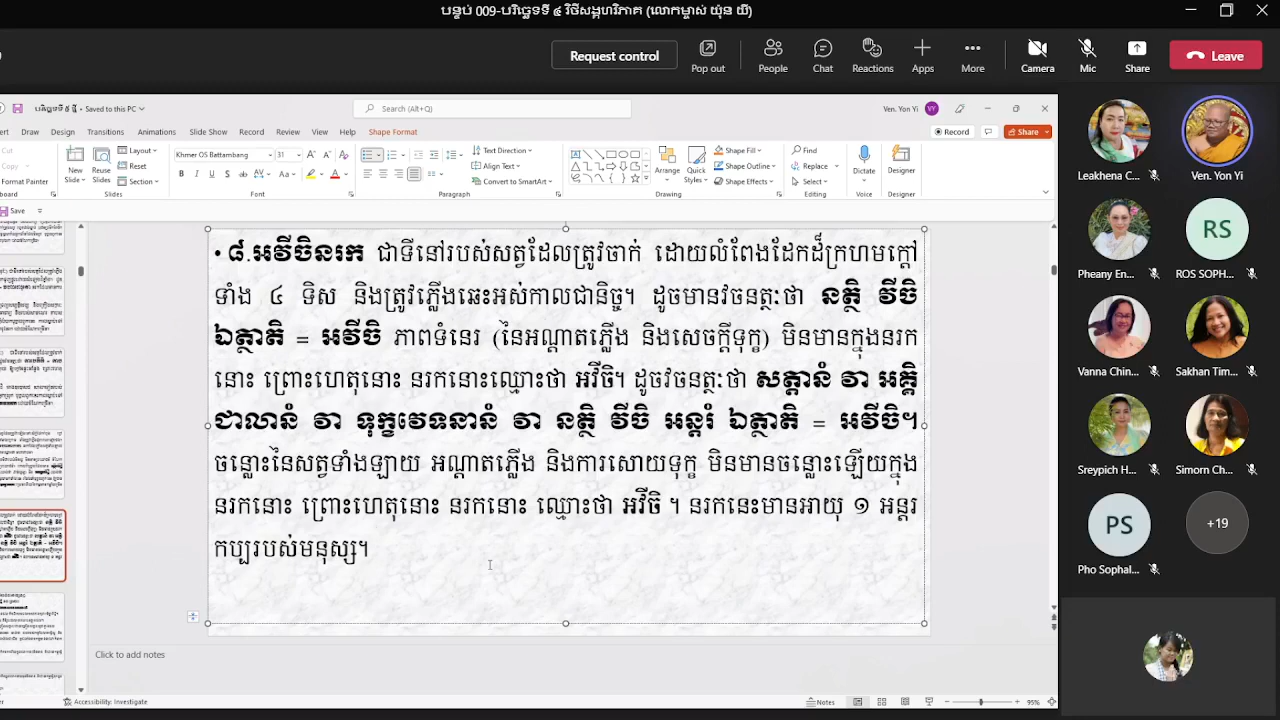 បន្ទប់ 009-បរិច្ឆេទទី ៤ វិថីសង្គហវិភាគ (លោកម្ចាស់ យ៉ុន យី)
Request control
Pop out
People
Chat
Reactions
Apps
More
Camera
Mic
Share
Leave
Saved to this PC
Search (Alt+Q)
Ven. Yon Yi
VY
Draw Design Transitions Animations Slide Show Record Review View Help Shape Format
Record
Share
Cut
Copy
Format Painter
New Slide
Reuse Slides
Layout
Reset
Section
Slides
Khmer OS Battambang
31
Font
Text Direction
Align Text
Convert to SmartArt
Paragraph
Arrange
Quick Styles
Shape Fill
Shape Outline
Shape Effects
Drawing
Find
Replace
Select
Editing
Dictate
Voice
Designer
Designer
Save
• ៨.អវីចិនរក ជាទីនៅរបស់សត្វដែលត្រូវចាក់ ដោយលំពែងដែកដ៏ក្រហមក្តៅ
ទាំង ៤ ទិស និងត្រូវភ្លើងឆេះអស់កាលជានិច្ច។ ដូចមានវចនត្ថៈថា នត្ថិ វីចិ
ឯត្ថាតិ = អវីចិ ភាពទំនេរ (នៃអណ្តាតភ្លើង និងសេចក្តីទុក្ខ) មិនមានក្នុងនរក
នោះ ព្រោះហេតុនោះ នរកនោះឈ្មោះថា អវីចិ។ ដូចវចនត្ថៈថា សត្តានំ វា អគ្គិ
ជាលានំ វា ទុក្ខវេទនានំ វា នត្ថិ វីចិ អន្តរំ ឯត្ថាតិ = អវីចិ។
ចន្លោះនៃសត្វទាំងឡាយ អណ្តាតភ្លើង និងការសោយទុក្ខ មិនមានចន្លោះឡើយក្នុង
នរកនោះ ព្រោះហេតុនោះ នរកនោះ ឈ្មោះថា អវីចិ ។ នរកនេះមានអាយុ ១ អន្តរ
កប្បរបស់មនុស្ស។
Click to add notes
Accessibility: Investigate
Notes
95%
Leakhena C...
Ven. Yon Yi
Pheany En...
RS
ROS SOPH...
Vanna Chin...
Sakhan Tim...
Sreypich H...
Simon Ch...
PS
Pho Sophal...
+19